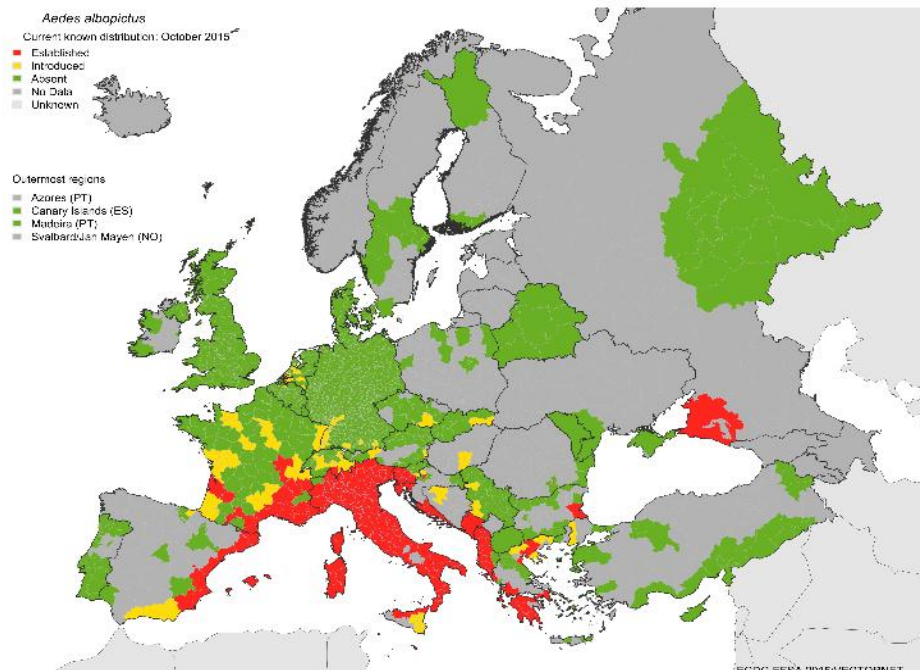 Aedes albopictus
Current known distribution: October 2015
Established
Introduced
Absent
No Data
Unknown
Outermost regions
Azores (PT)
Canary Islands (ES)
Madeira (PT)
Svalbard/Jan Mayen (NO)